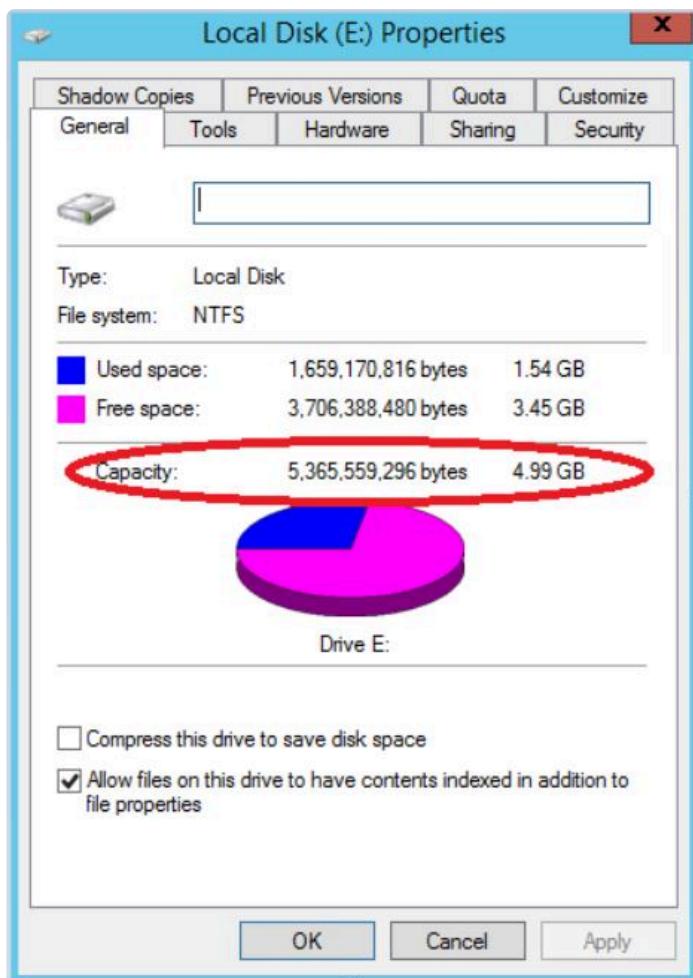 Local Disk (E:) Properties
x
Shadow Copies Previous Versions Quota Customize
General Tools Hardware Sharing Security
Type: Local Disk
File system: NTFS
Used space: 1,659,170,816 bytes 1.54 GB
Free space: 3,706,388,480 bytes 3.45 GB
Capacity: 5,365,559,296 bytes 4.99 GB
Drive E:
Compress this drive to save disk space
Allow files on this drive to have contents indexed in addition to
file properties
OK Cancel Apply